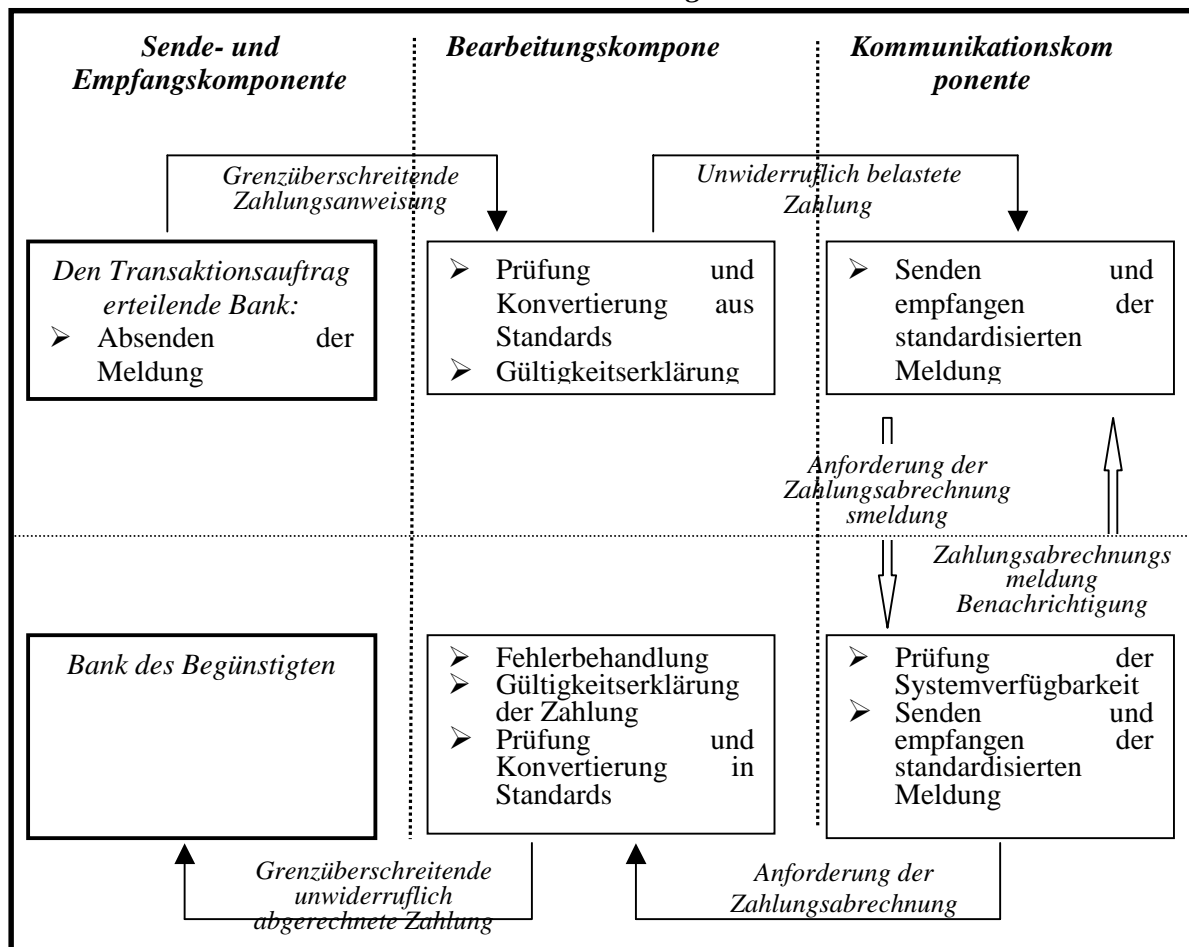 Sende- und
Empfangskomponente
Bearbeitungskompone
Kommunikationskom
ponente
Grenzüberschreitende
Zahlungsanweisung
Unwiderruflich belastete
Zahlung
Den Transaktionsauftrag
erteilende Bank:
➢ Absenden der
Meldung
➢ Prüfung und
Konvertierung aus
Standards
➢ Gültigkeitserklärung
➢ Senden und
empfangen der
standardisierten
Meldung
Anforderung der
Zahlungsabrechnung
smeldung
Zahlungsabrechnungs
meldung
Benachrichtigung
Bank des Begünstigten
➢ Fehlerbehandlung
➢ Gültigkeitserklärung
der Zahlung
➢ Prüfung und
Konvertierung in
Standards
➢ Prüfung der
Systemverfügbarkeit
➢ Senden und
empfangen der
standardisierten
Meldung
Grenzüberschreitende
unwiderruflich
abgerechnete Zahlung
Anforderung der
Zahlungsabrechnung